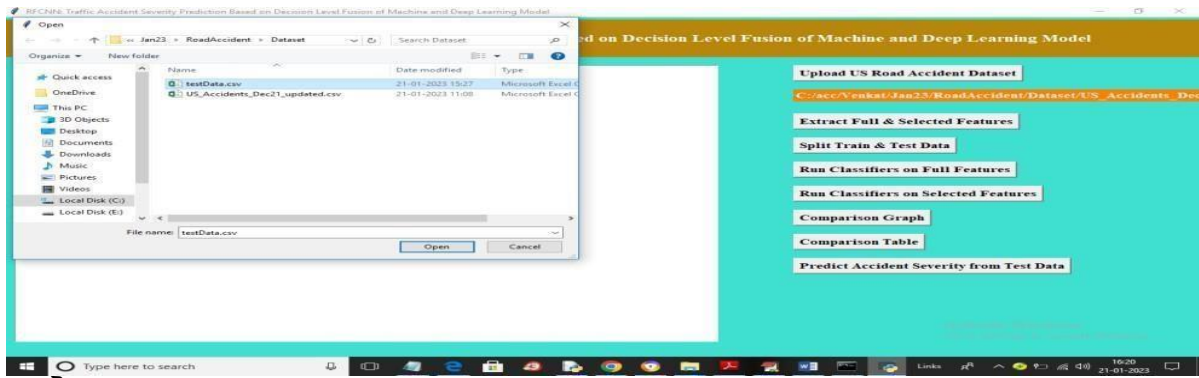 RFCNN: Traffic Accident Severity Prediction Based on Decision Level Fusion of Machine and Deep Learning Model
Open
Jan23 RoadAccident Dataset
Search Dataset
ed on Decision Level Fusion of Machine and Deep Learning Model
Organize New folder
Name Date modified Type
Quick access
OneDrive
This PC
3D Objects
Desktop
Documents
Downloads
Music
Pictures
Videos
Local Disk (C:)
Local Disk (E:)
testData.csv 21-01-2023 15:27 Microsoft Excel C
US_Accidents_Dec21_updated.csv 21-01-2023 11:08 Microsoft Excel C
File name: testData.csv
Open Cancel
Upload US Road Accident Dataset
C:/acc/Venkat/Jan23/RoadAccident/Dataset/US_Accidents_Dec
Extract Full & Selected Features
Split Train & Test Data
Run Classifiers on Full Features
Run Classifiers on Selected Features
Comparison Graph
Comparison Table
Predict Accident Severity from Test Data
Type here to search
Links
16:20
21-01-2023